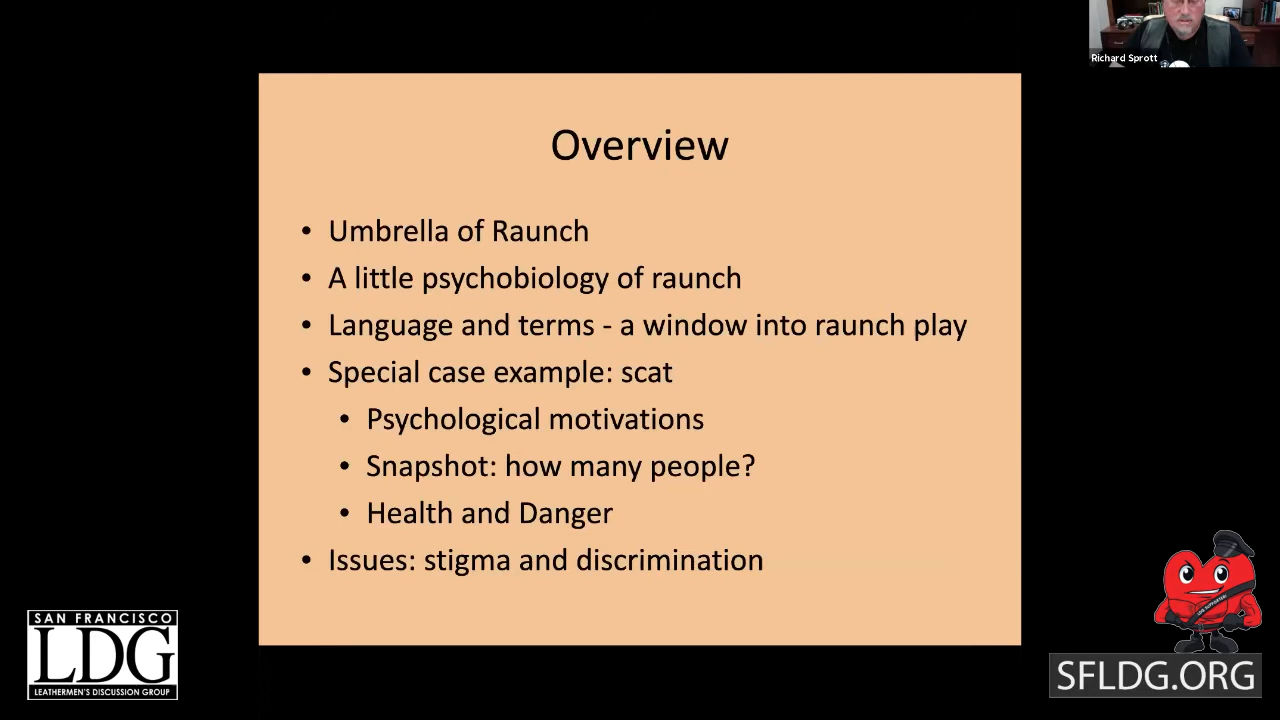 Richard Sprott
Overview
• Umbrella of Raunch
• A little psychobiology of raunch
• Language and terms - a window into raunch play
• Special case example: scat
• Psychological motivations
• Snapshot: how many people?
• Health and Danger
• Issues: stigma and discrimination
SAN FRANCISCO
LDG
LEATHERMEN'S DISCUSSION GROUP
LDG SUPPORTER!
SFLDG.ORG